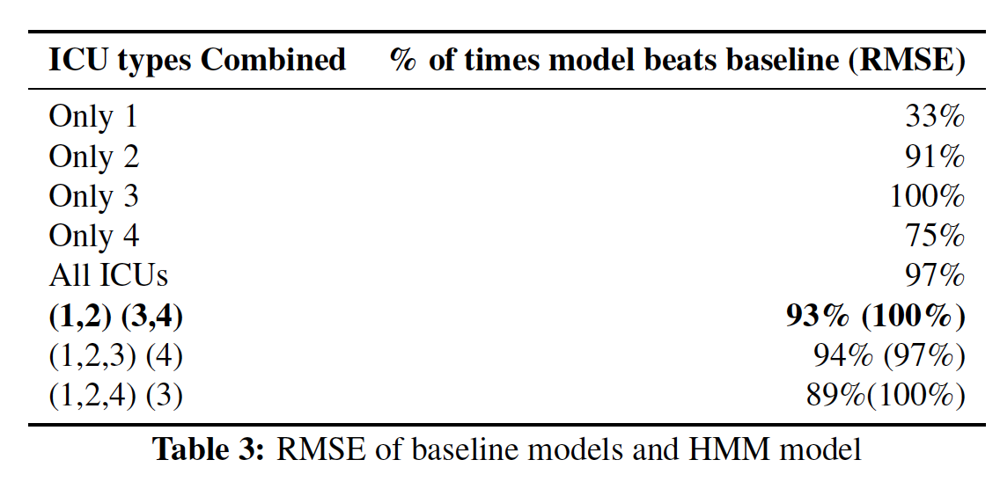 ICU types Combined % of times model beats baseline (RMSE)
Only 1 33%
Only 2 91%
Only 3 100%
Only 4 75%
All ICUs 97%
(1,2) (3,4) 93% (100%)
(1,2,3) (4) 94% (97%)
(1,2,4) (3) 89%(100%)
Table 3: RMSE of baseline models and HMM model